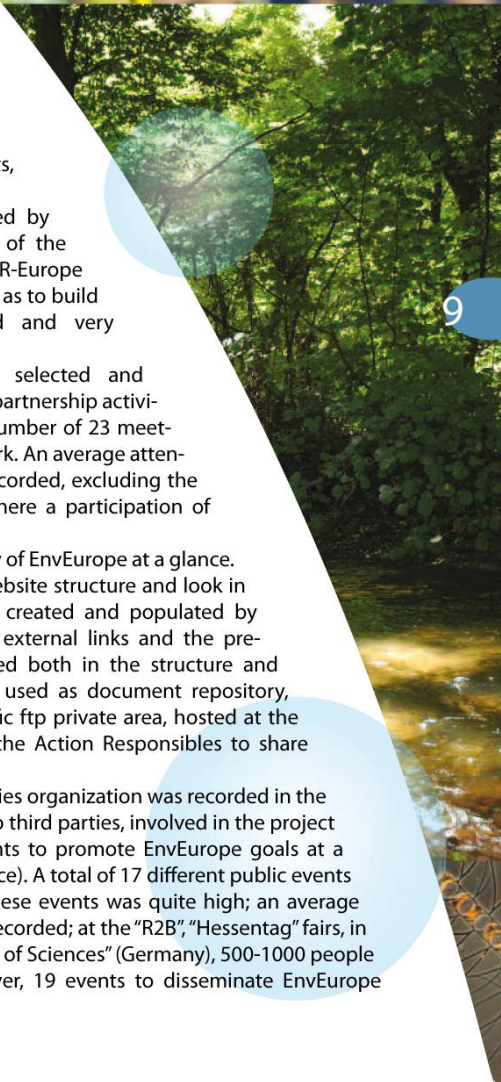 ts,
ed by
of the
R-Europe
as to build
d and very
selected and
partnership activi-
umber of 23 meet-
rk. An average atten-
corded, excluding the
here a participation of
9
y of EnvEurope at a glance.
ebsite structure and look in
created and populated by
external links and the pre-
ed both in the structure and
used as document repository,
fic ftp private area, hosted at the
the Action Responsibles to share
ies organization was recorded in the
o third parties, involved in the project
nts to promote EnvEurope goals at a
ce). A total of 17 different public events
ese events was quite high; an average
ecorded; at the “R2B”, “Hessentag” fairs, in
of Sciences” (Germany), 500-1000 people
ver, 19 events to disseminate EnvEurope